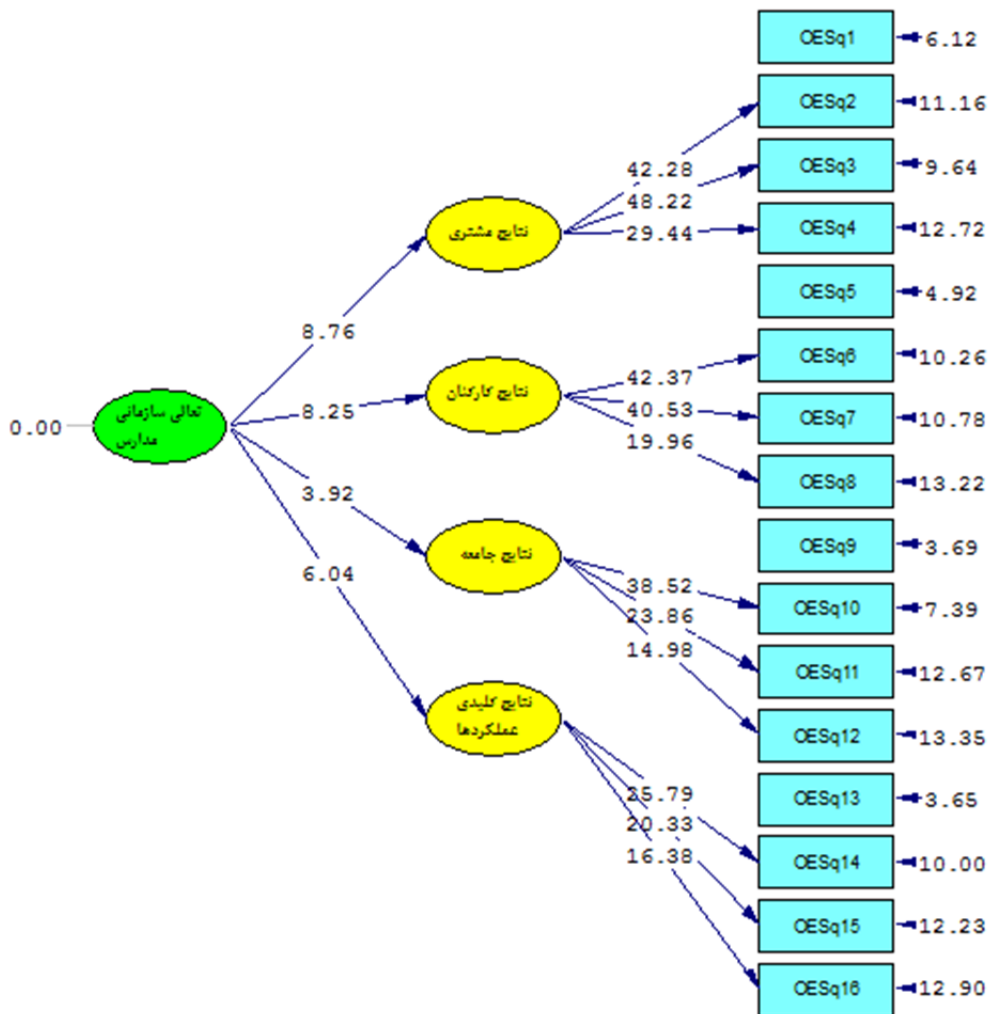 OESq1
6.12
OESq2
11.16
42.28
OESq3
9.64
48.22
نتایج مشتری
29.44
OESq4
12.72
OESq5
4.92
8.76
OESq6
10.26
42.37
نتایج کارکنان
8.25
40.53
OESq7
10.78
تعالی سازمانی
مدارس
0.00
19.96
OESq8
13.22
3.92
OESq9
3.69
نتایج جامعه
6.04
38.52
OESq10
7.39
23.86
14.98
OESq11
12.67
نتایج کلیدی
عملکردها
OESq12
13.35
25.79
OESq13
3.65
20.33
16.38
OESq14
10.00
OESq15
12.23
OESq16
12.90